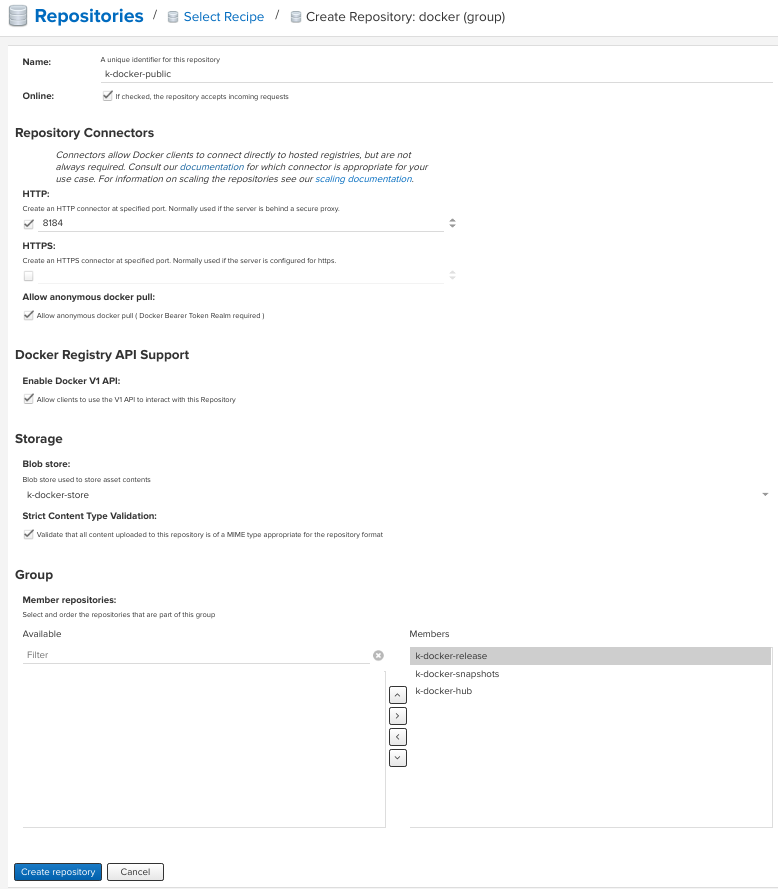 Repositories / Select Recipe / Create Repository: docker (group)
Name:
A unique identifier for this repository
k-docker-public
Online:
If checked, the repository accepts incoming requests
Repository Connectors
Connectors allow Docker clients to connect directly to hosted registries, but are not
always required. Consult our documentation for which connector is appropriate for your
use case. For information on scaling the repositories see our scaling documentation.
HTTP:
Create an HTTP connector at specified port. Normally used if the server is behind a secure proxy.
8184
HTTPS:
Create an HTTPS connector at specified port. Normally used if the server is configured for https.
Allow anonymous docker pull:
Allow anonymous docker pull ( Docker Bearer Token Realm required )
Docker Registry API Support
Enable Docker V1 API:
Allow clients to use the V1 API to interact with this Repository
Storage
Blob store:
Blob store used to store asset contents
k-docker-store
Strict Content Type Validation:
Validate that all content uploaded to this repository is of a MIME type appropriate for the repository format
Group
Member repositories:
Select and order the repositories that are part of this group
Available
Filter
Members
k-docker-release
k-docker-snapshots
k-docker-hub
Create repository
Cancel